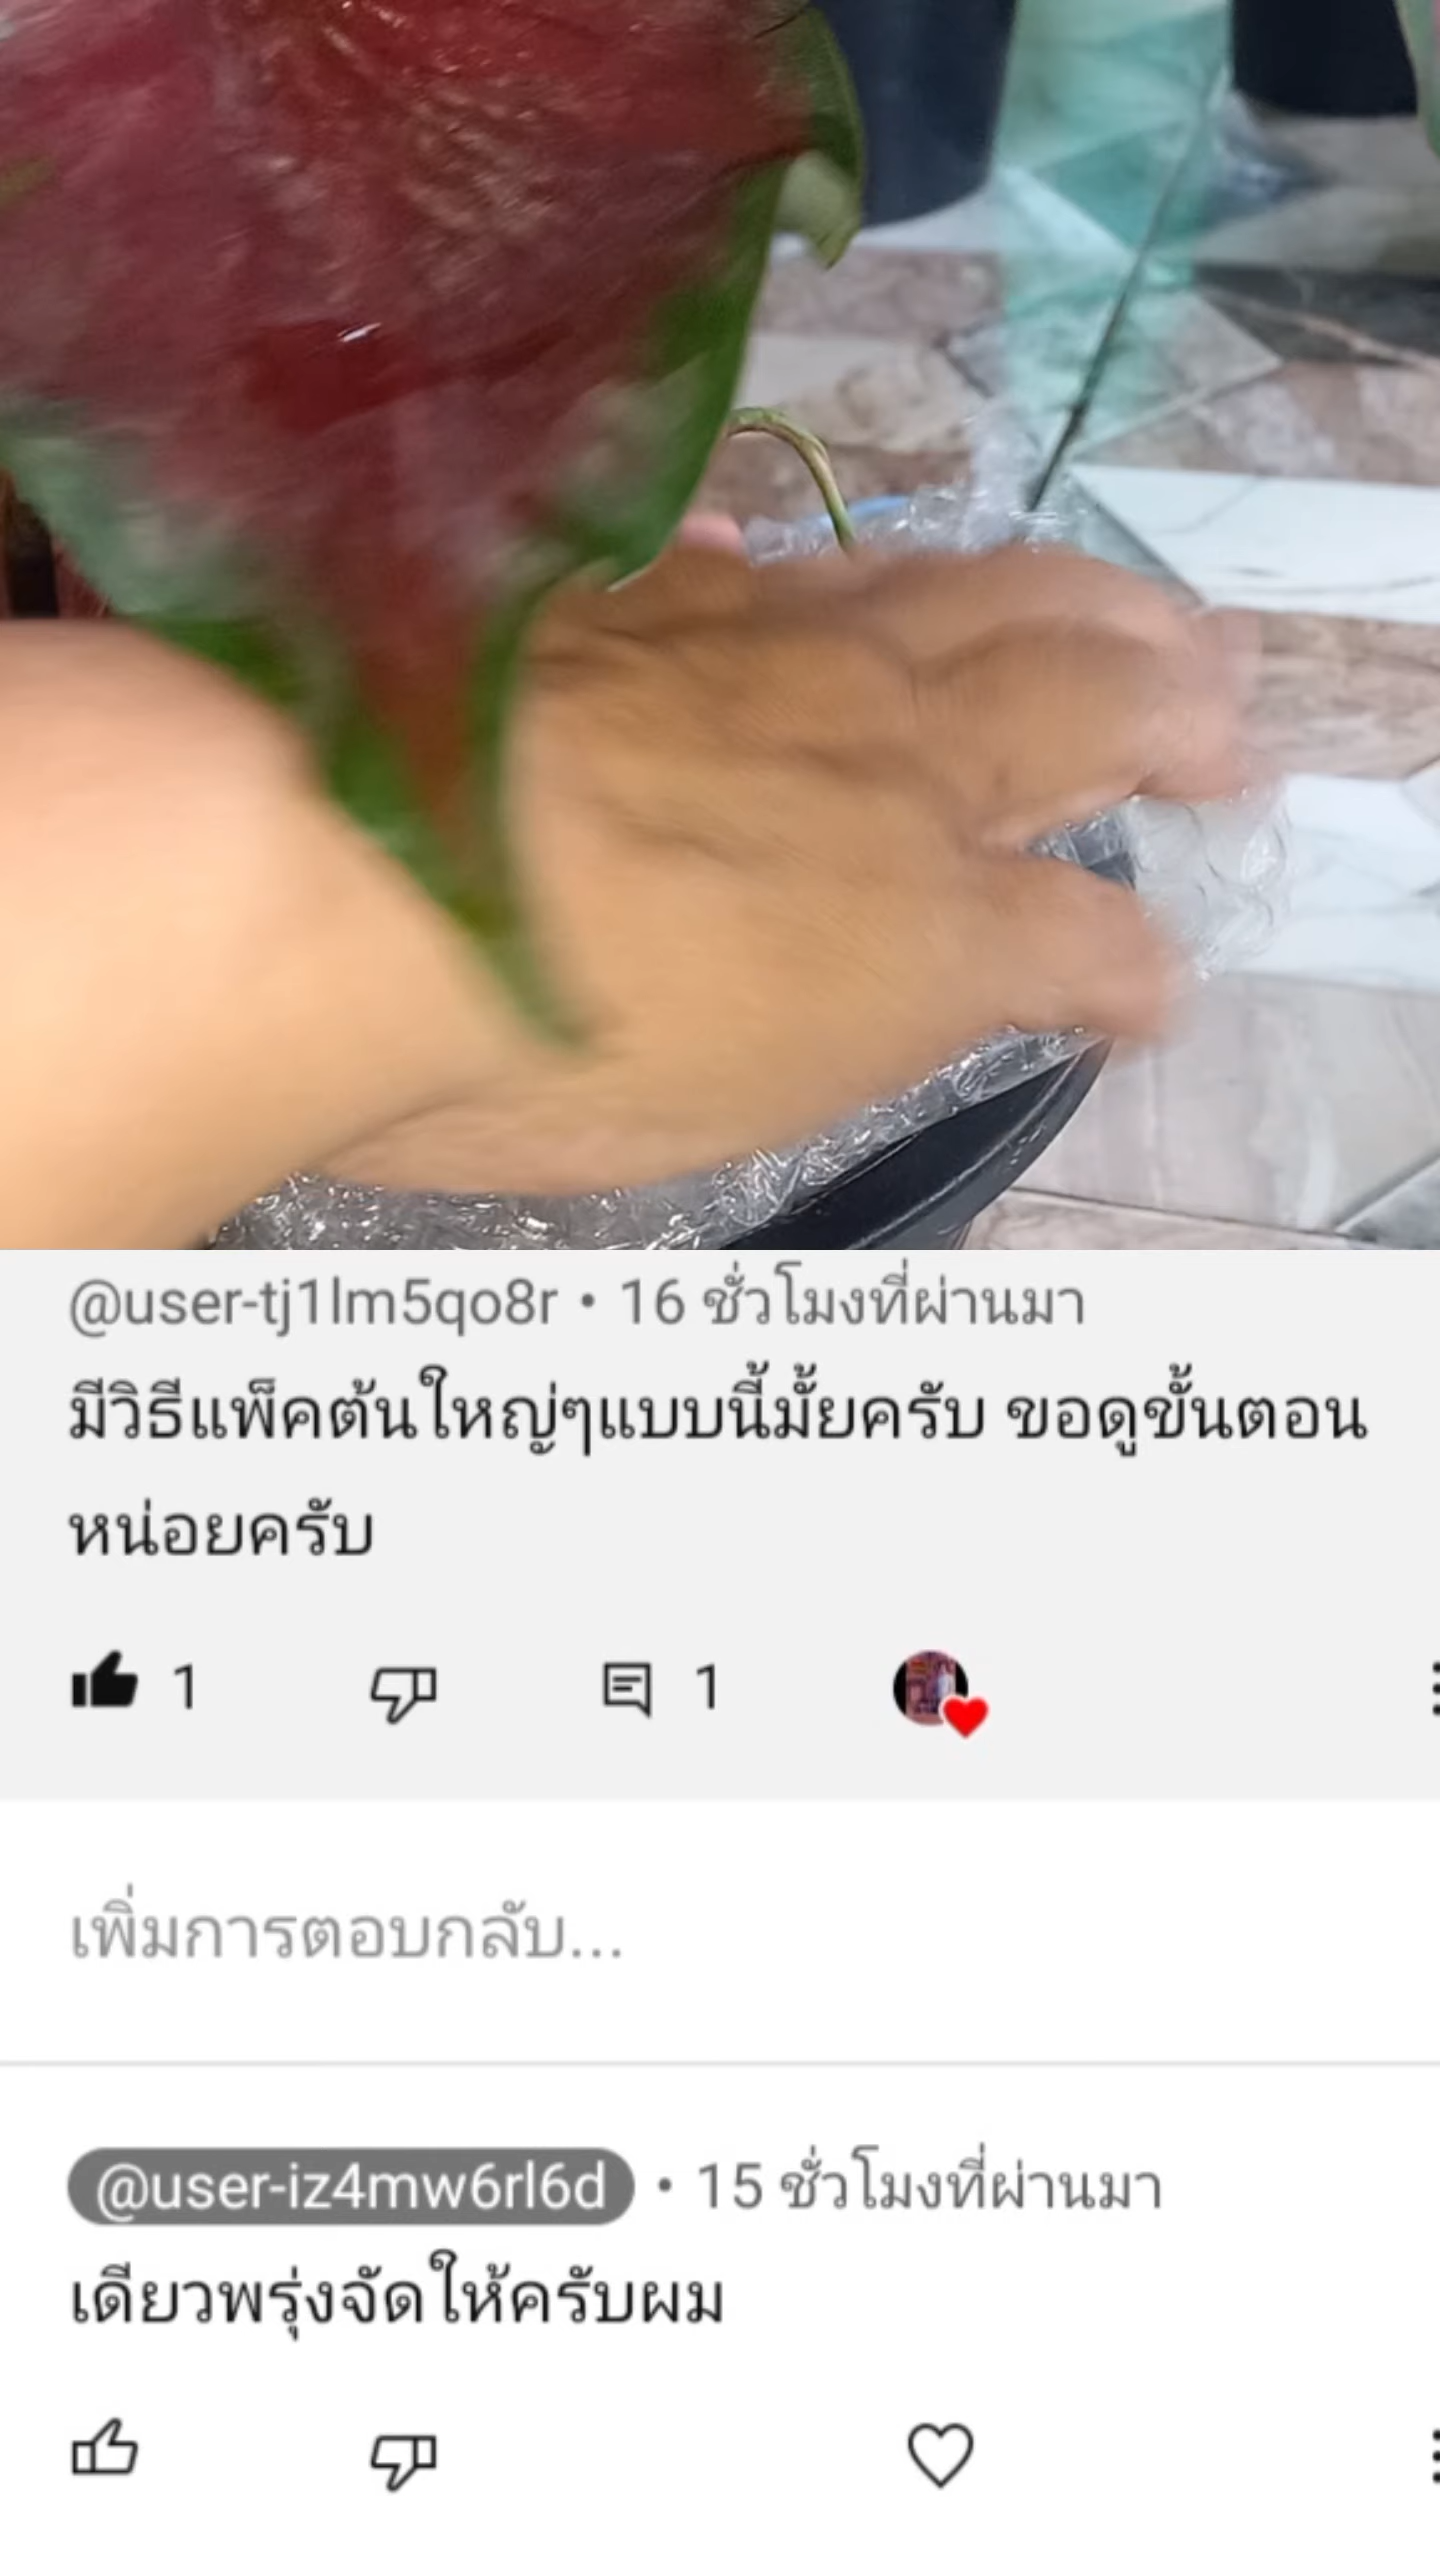 @user-tj1lm5qo8r • 16 ชั่วโมงที่ผ่านมา
มีวิธีแพ็คต้นใหญ่ๆแบบนี้มั้ยครับ ขอดูขั้นตอน
หน่อยครับ
1
1
เพิ่มการตอบกลับ...
@user-iz4mw6rl6d • 15 ชั่วโมงที่ผ่านมา
เดียวพรุ่งจัดให้ครับผม